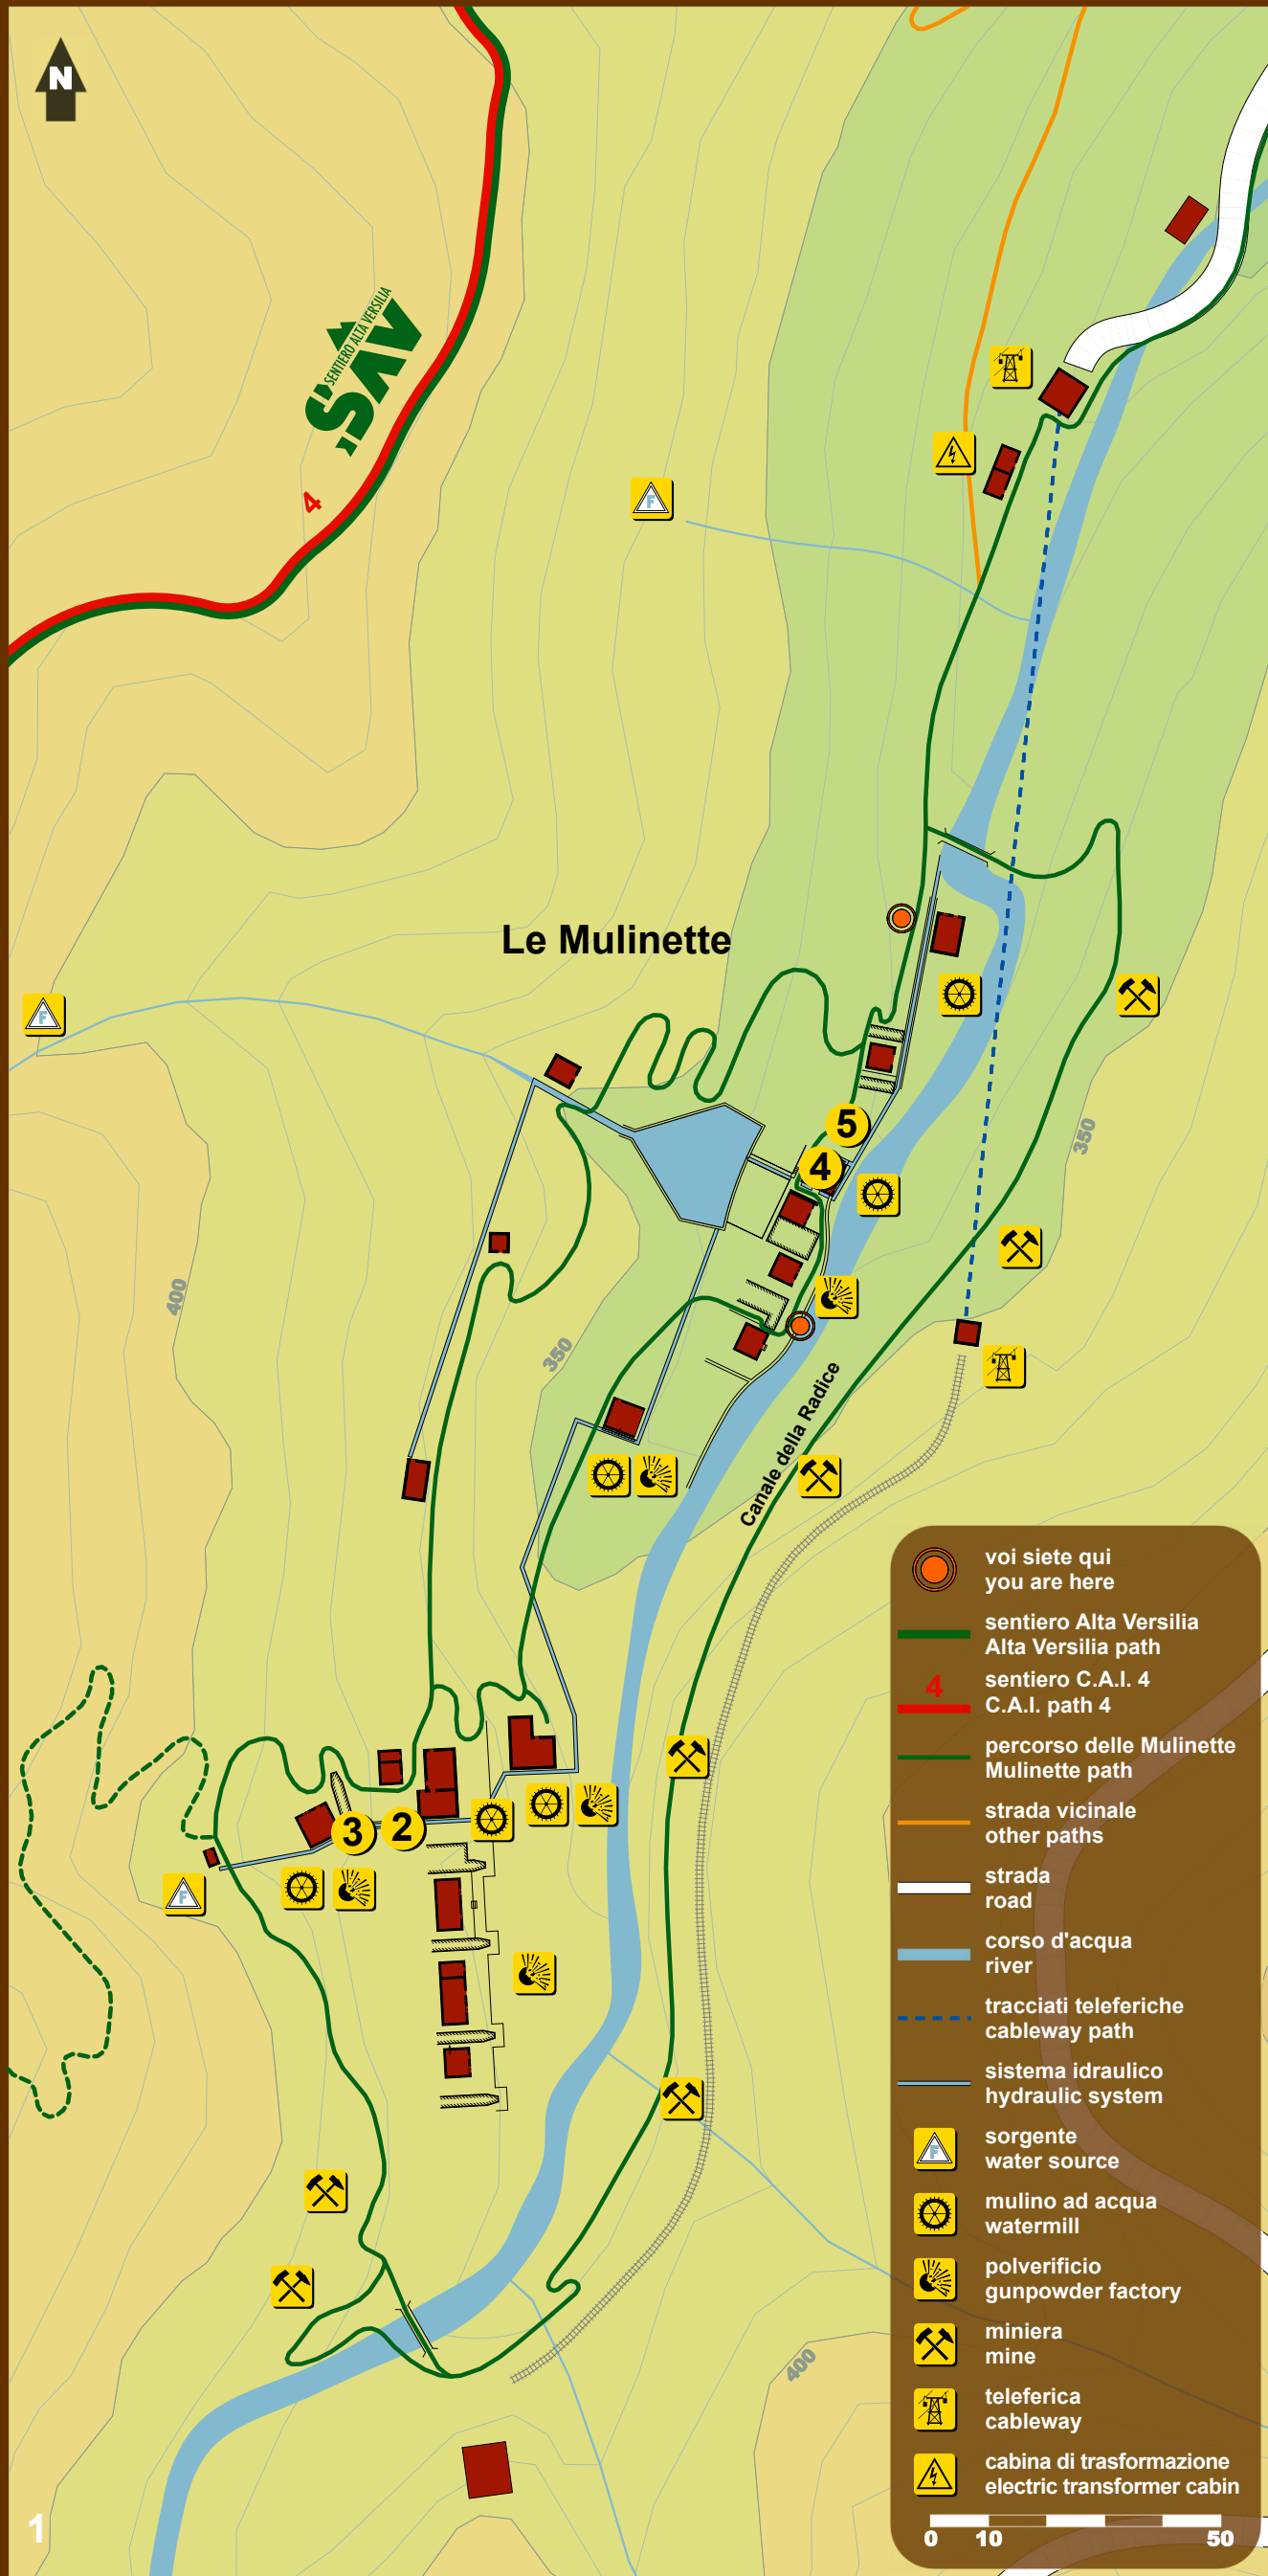 N
SENTIERO ALTA VERSILIA
SAV
4
F
F
Le Mulinette
5
4
350
400
350
Canale della Radice
3
2
F
400
1
voi siete qui
you are here
sentiero Alta Versilia
Alta Versilia path
4
sentiero C.A.I. 4
C.A.I. path 4
percorso delle Mulinette
Mulinette path
strada vicinale
other paths
strada
road
corso d'acqua
river
tracciati teleferiche
cableway path
sistema idraulico
hydraulic system
F
sorgente
water source
mulino ad acqua
watermill
polverificio
gunpowder factory
miniera
mine
teleferica
cableway
cabina di trasformazione
electric transformer cabin
0 10 50